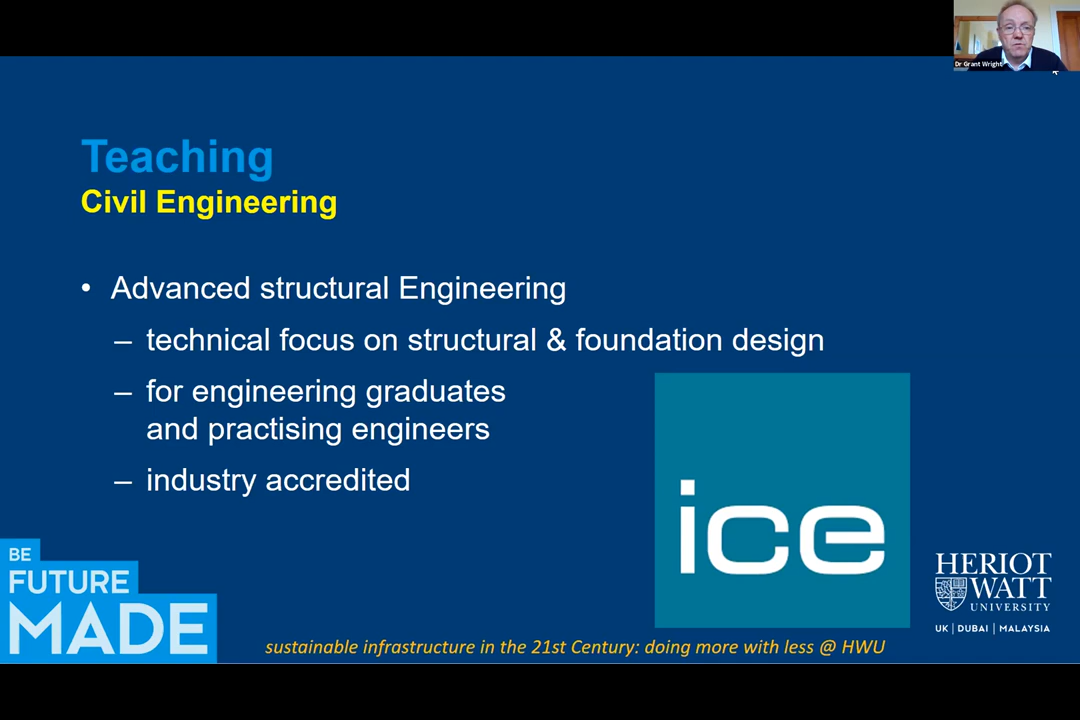 Dr Grant Wright
Teaching
Civil Engineering
• Advanced structural Engineering
– technical focus on structural & foundation design
– for engineering graduates
and practising engineers
– industry accredited
ice
BE
FUTURE
MADE
HERIOT
WATT
UNIVERSITY
UK | DUBAI | MALAYSIA
sustainable infrastructure in the 21st Century: doing more with less @ HWU